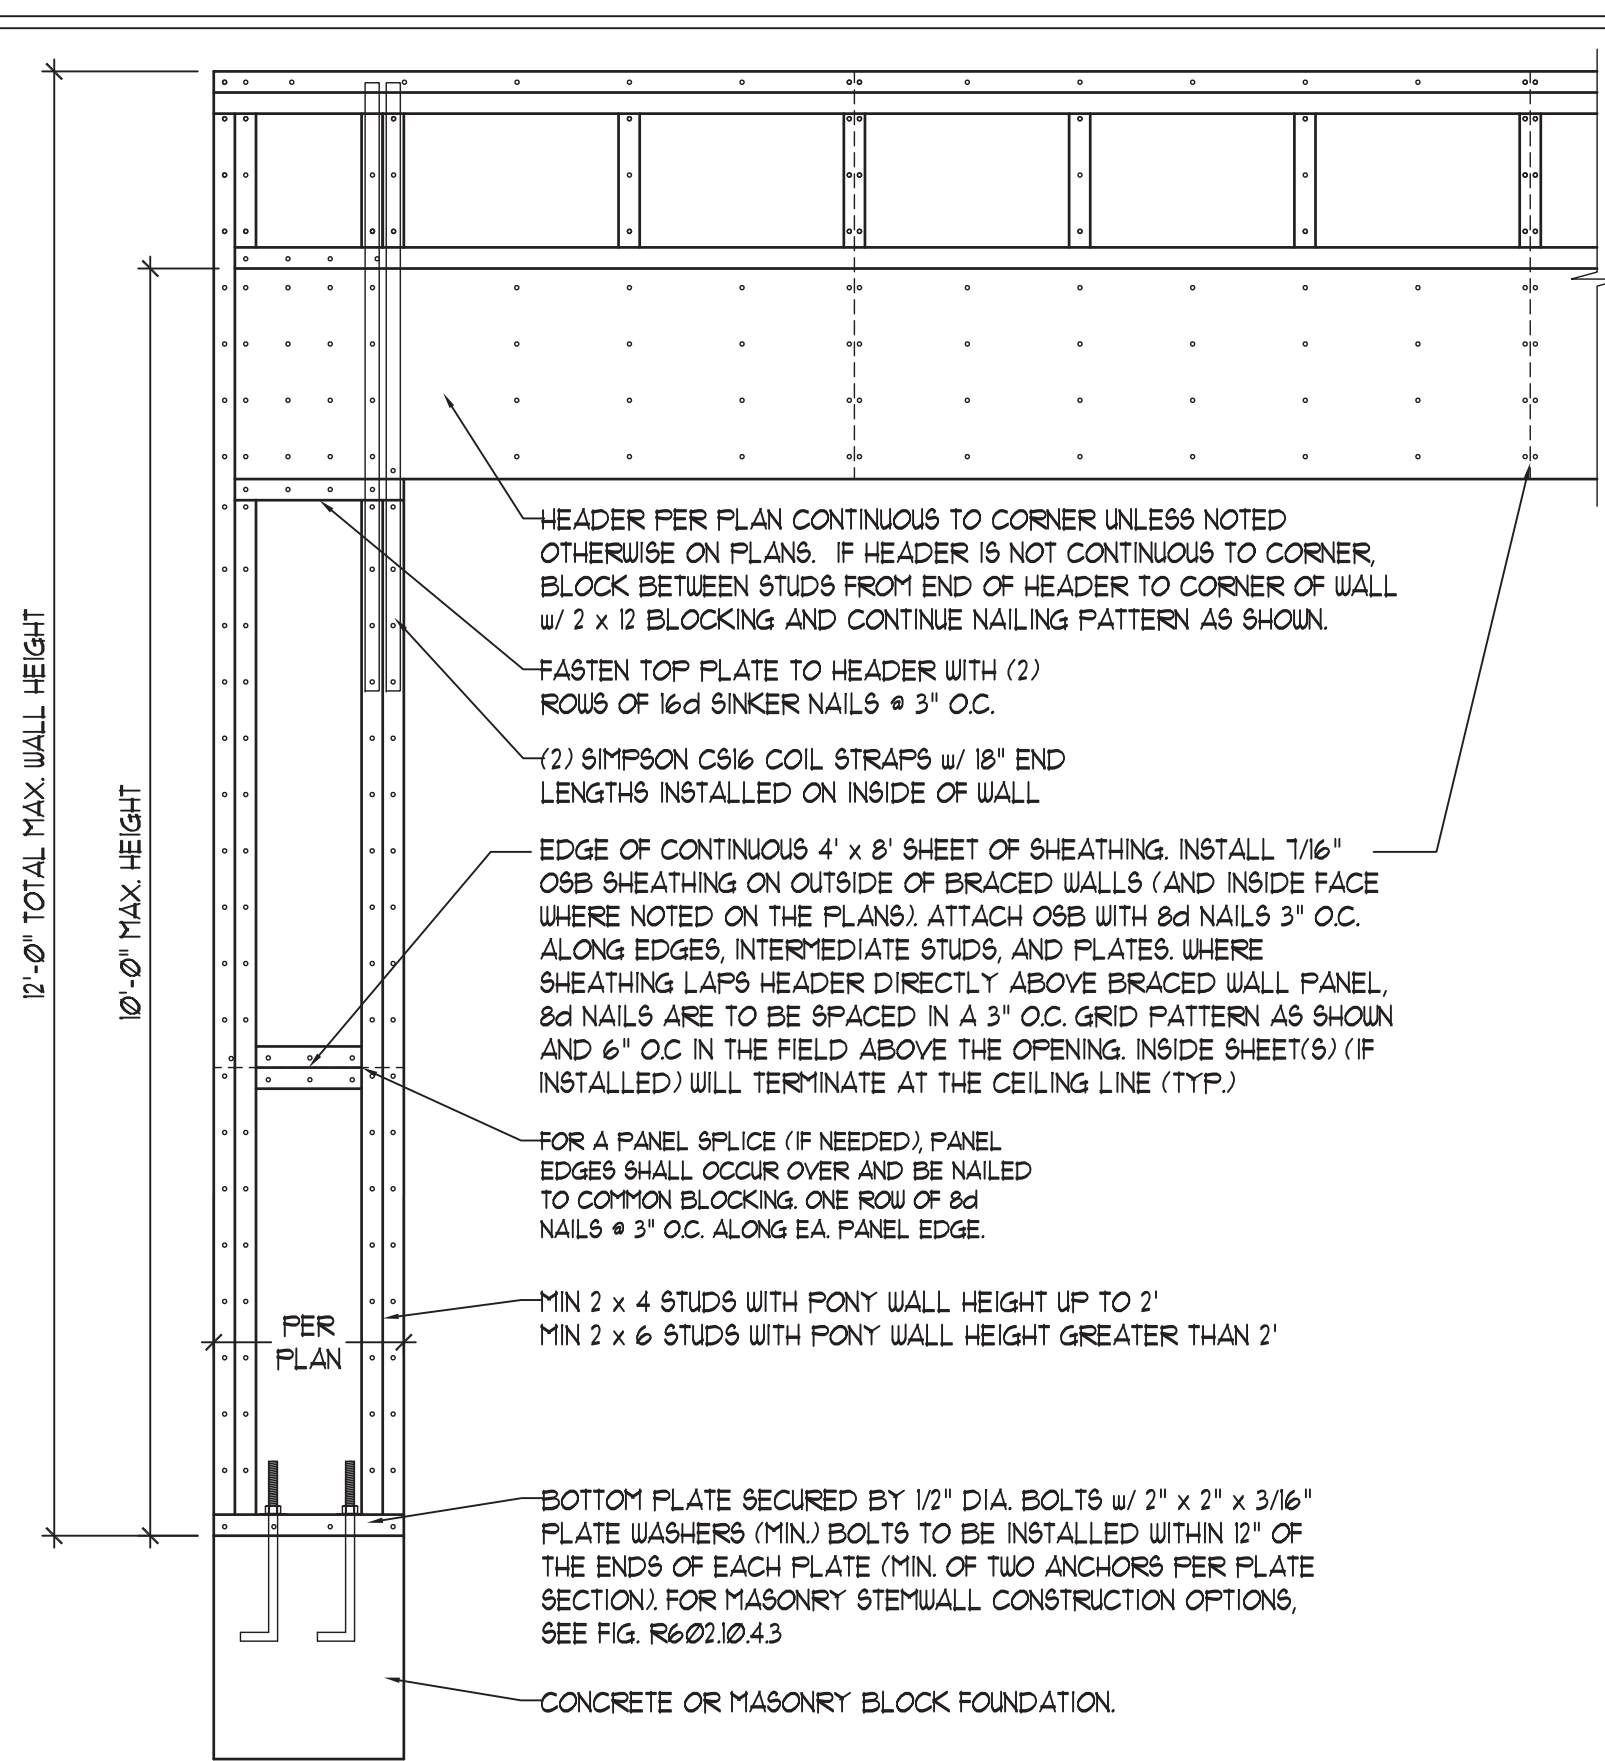 12'-0" TOTAL MAX. WALL HEIGHT
10'-0" MAX. HEIGHT
HEADER PER PLAN CONTINUOUS TO CORNER UNLESS NOTED
OTHERWISE ON PLANS. IF HEADER IS NOT CONTINUOUS TO CORNER,
BLOCK BETWEEN STUDS FROM END OF HEADER TO CORNER OF WALL
w/ 2 x 12 BLOCKING AND CONTINUE NAILING PATTERN AS SHOWN.
FASTEN TOP PLATE TO HEADER WITH (2)
ROWS OF 16d SINKER NAILS @ 3" O.C.
(2) SIMPSON CS16 COIL STRAPS w/ 18" END
LENGTHS INSTALLED ON INSIDE OF WALL
EDGE OF CONTINUOUS 4' x 8' SHEET OF SHEATHING. INSTALL 7/16"
OSB SHEATHING ON OUTSIDE OF BRACED WALLS (AND INSIDE FACE
WHERE NOTED ON THE PLANS). ATTACH OSB WITH 8d NAILS 3" O.C.
ALONG EDGES, INTERMEDIATE STUDS, AND PLATES. WHERE
SHEATHING LAPS HEADER DIRECTLY ABOVE BRACED WALL PANEL,
8d NAILS ARE TO BE SPACED IN A 3" O.C. GRID PATTERN AS SHOWN
AND 6" O.C IN THE FIELD ABOVE THE OPENING. INSIDE SHEET(S) (IF
INSTALLED) WILL TERMINATE AT THE CEILING LINE (TYP.)
FOR A PANEL SPLICE (IF NEEDED), PANEL
EDGES SHALL OCCUR OVER AND BE NAILED
TO COMMON BLOCKING. ONE ROW OF 8d
NAILS @ 3" O.C. ALONG EA. PANEL EDGE.
MIN 2 x 4 STUDS WITH PONY WALL HEIGHT UP TO 2'
MIN 2 x 6 STUDS WITH PONY WALL HEIGHT GREATER THAN 2'
PER
PLAN
BOTTOM PLATE SECURED BY 1/2" DIA. BOLTS w/ 2" x 2" x 3/16"
PLATE WASHERS (MIN.) BOLTS TO BE INSTALLED WITHIN 12" OF
THE ENDS OF EACH PLATE (MIN. OF TWO ANCHORS PER PLATE
SECTION). FOR MASONRY STEMWALL CONSTRUCTION OPTIONS,
SEE FIG. R602.10.4.3
CONCRETE OR MASONRY BLOCK FOUNDATION.